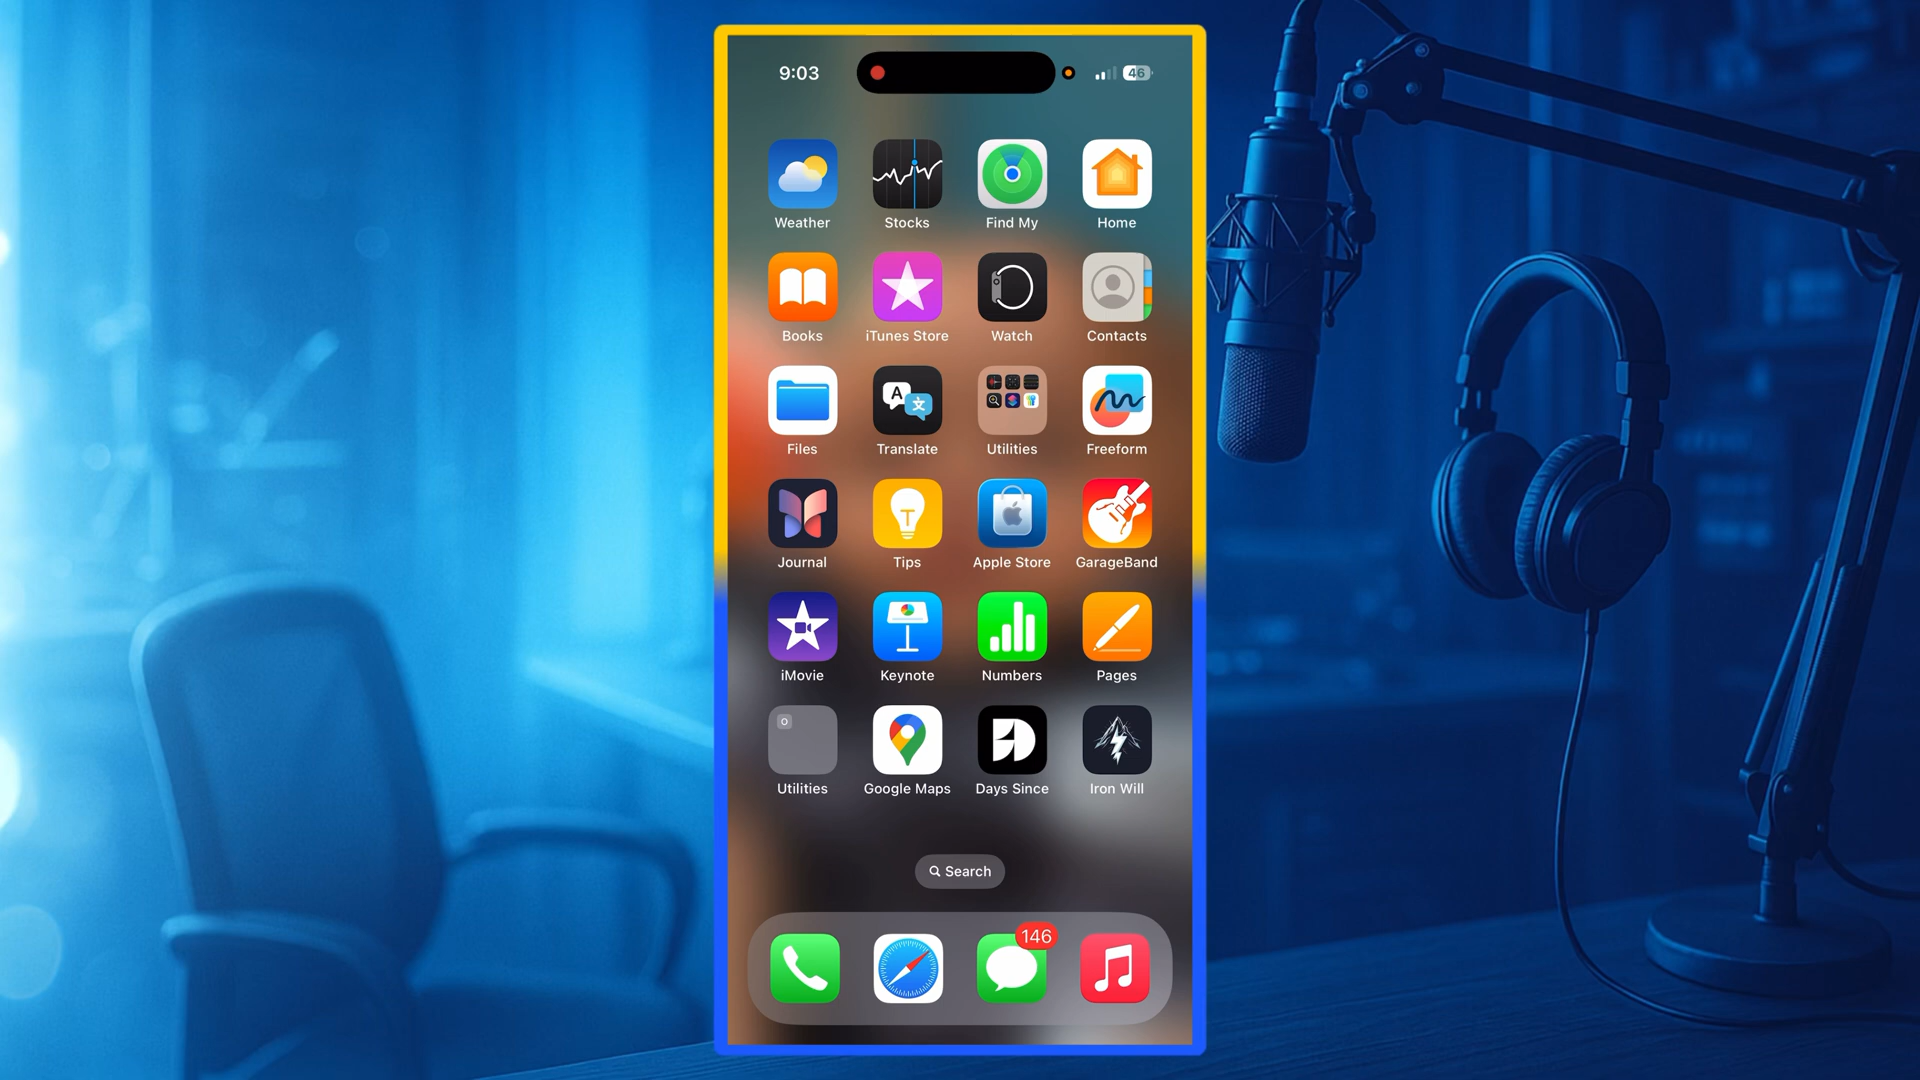 9:03 46
Weather Stocks Find My Home
Books iTunes Store Watch Contacts
A 文
Files Translate Utilities Freeform
T
Journal Tips Apple Store GarageBand
iMovie Keynote Numbers Pages
Utilities Google Maps Days Since Iron Will
Search
146